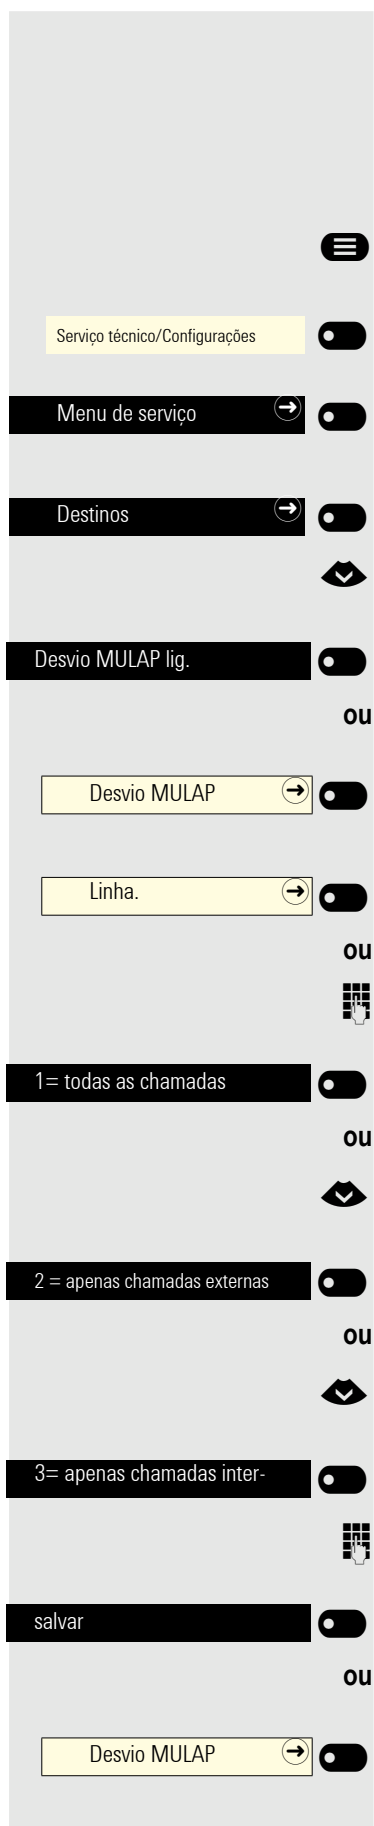 Serviço técnico/Configurações
Menu de serviço
Destinos
Desvio MULAP lig.
ou
Desvio MULAP
Linha.
ou
1= todas as chamadas
ou
2 = apenas chamadas externas
ou
3= apenas chamadas inter-
salvar
ou
Desvio MULAP